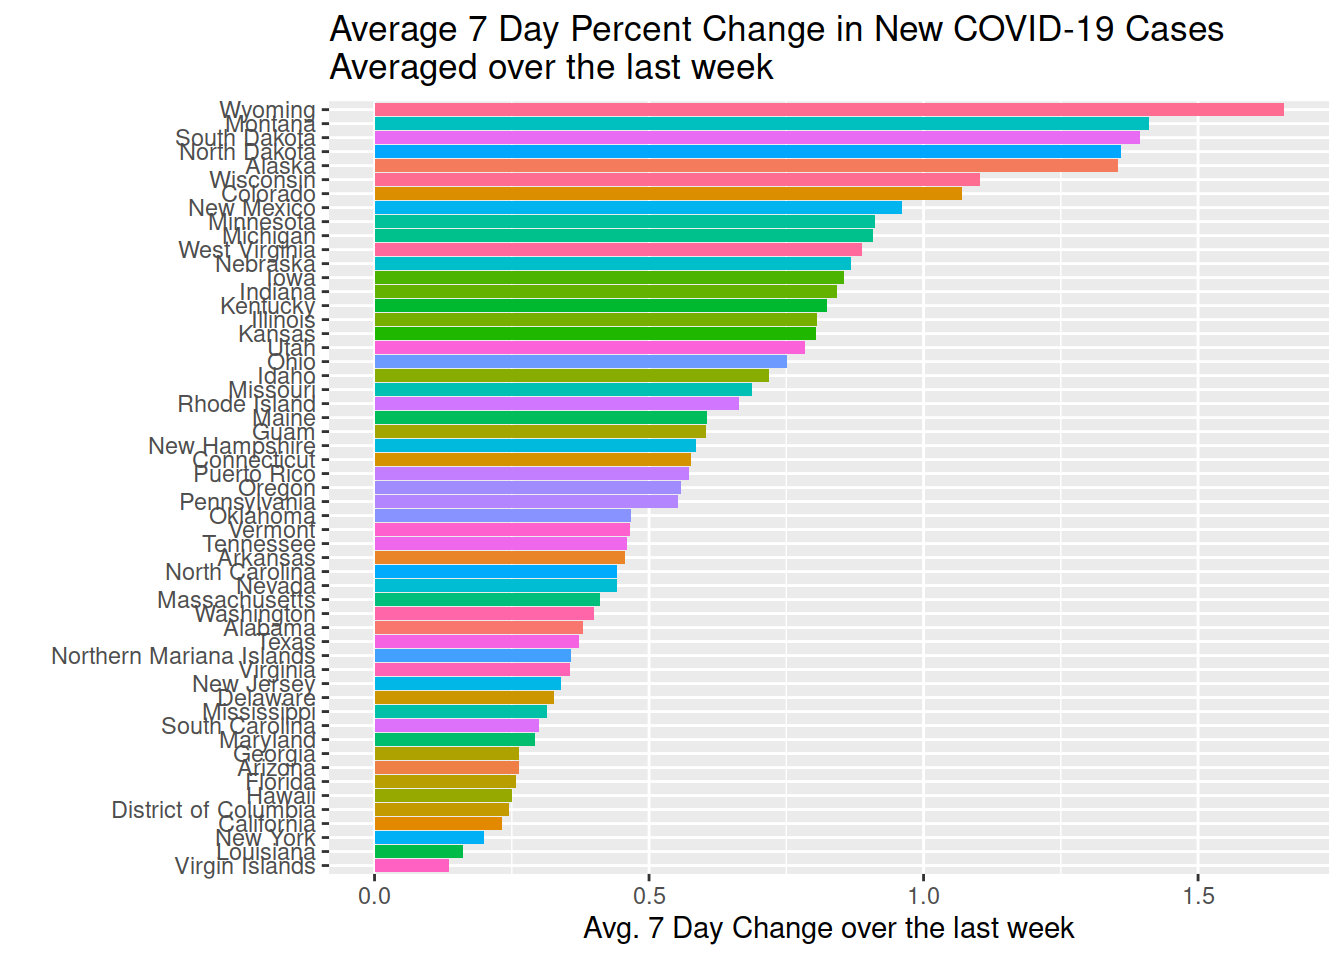 Average 7 Day Percent Change in New COVID-19 Cases
Averaged over the last week
Wyoming
Montana
South Dakota
North Dakota
Alaska
Wisconsin
Colorado
New Mexico
Minnesota
Michigan
West Virginia
Nebraska
Iowa
Indiana
Kentucky
Illinois
Kansas
Utah
Ohio
Idaho
Missouri
Rhode Island
Maine
Guam
New Hampshire
Connecticut
Puerto Rico
Oregon
Pennsylvania
Oklahoma
Vermont
Tennessee
Arkansas
North Carolina
Nevada
Massachusetts
Washington
Alabama
Texas
Northern Mariana Islands
Virginia
New Jersey
Delaware
Mississippi
South Carolina
Maryland
Georgia
Arizona
Florida
Hawaii
District of Columbia
California
New York
Louisiana
Virgin Islands
0.0 0.5 1.0 1.5
Avg. 7 Day Change over the last week